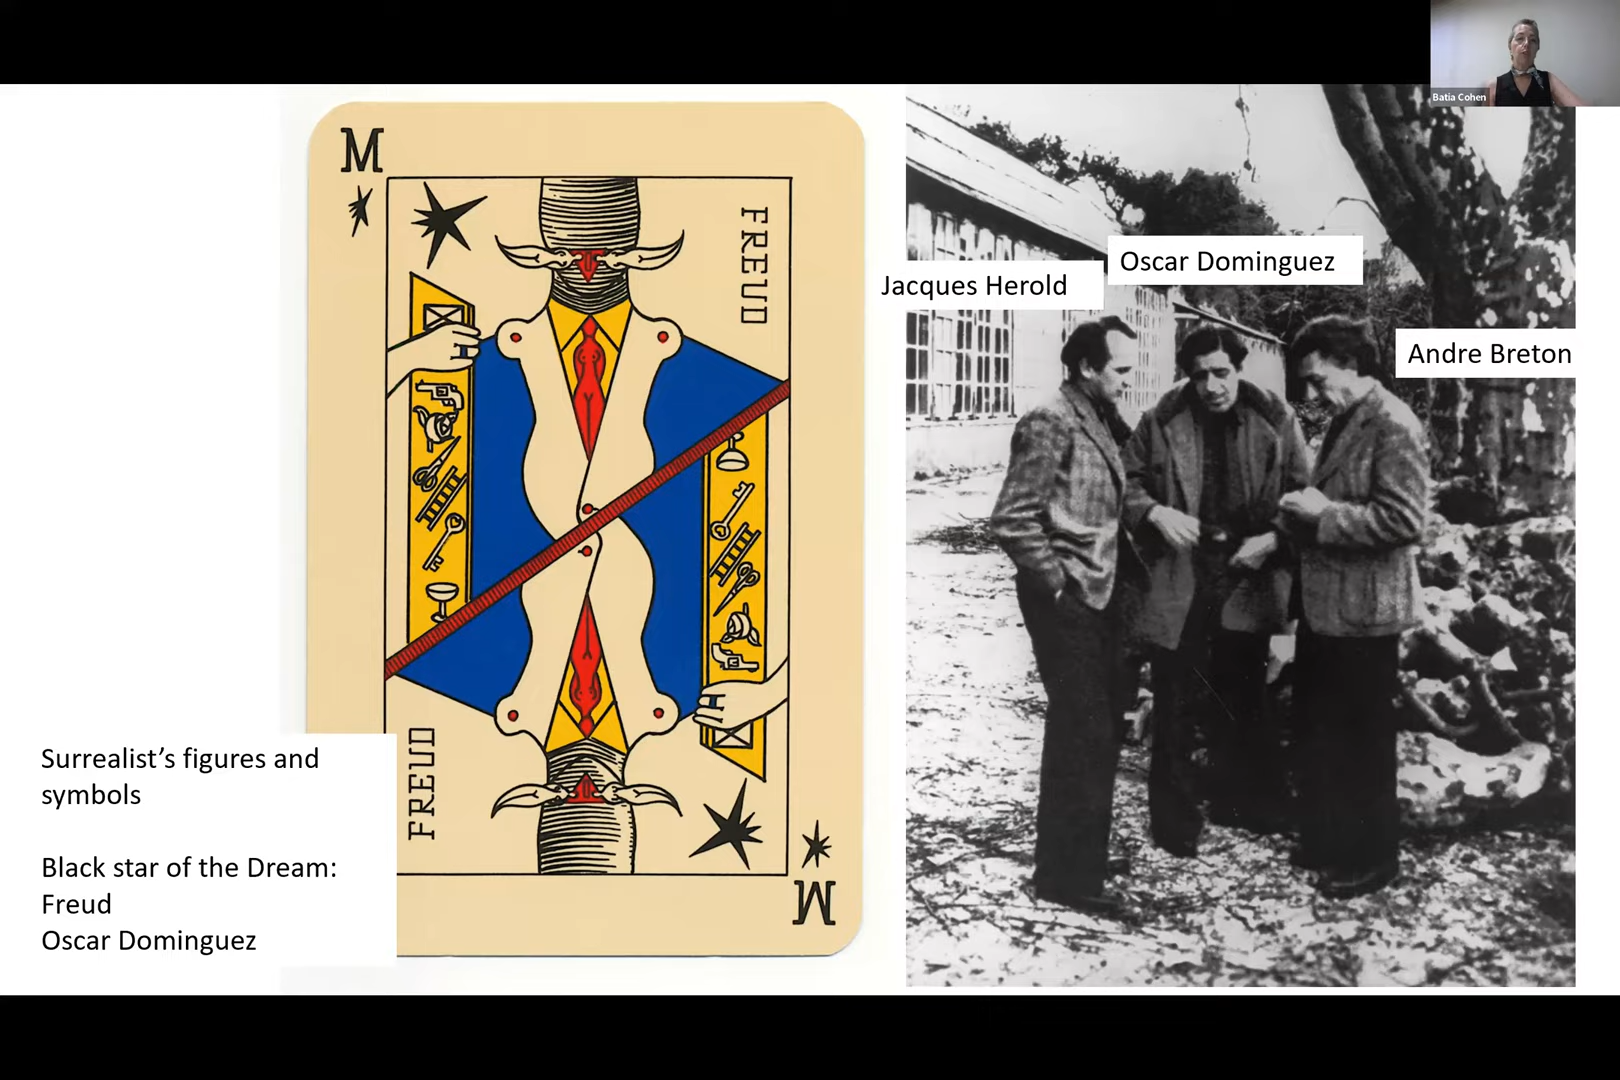 Batia Cohen
M
FREUD
Oscar Dominguez
Jacques Herold
Andre Breton
Surrealist’s figures and
symbols
Black star of the Dream:
Freud
Oscar Dominguez
FREUD
M